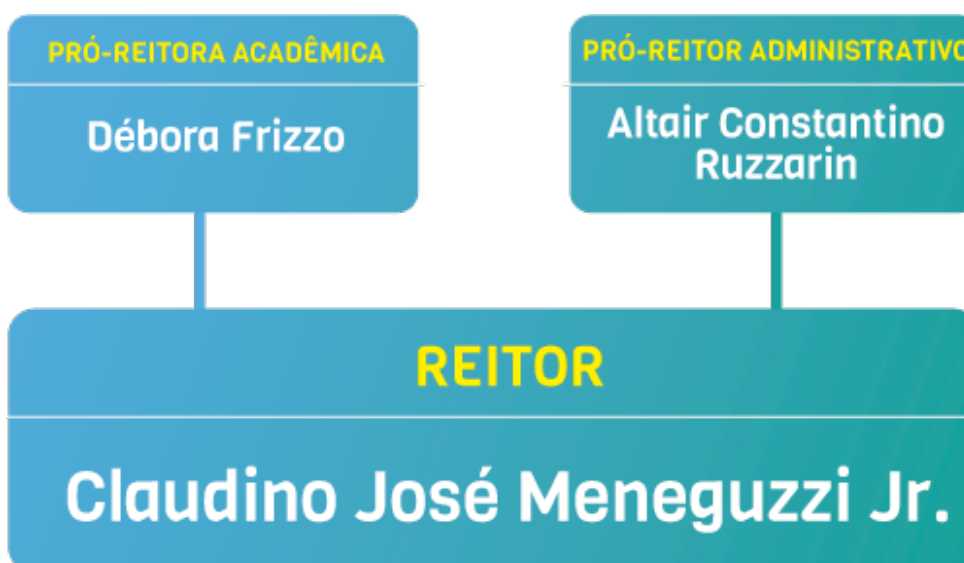 PRÓ-REITORA ACADÊMICA
Débora Frizzo
PRÓ-REITOR ADMINISTRATIVO
Altair Constantino
Ruzzarin
REITOR
Claudino José Meneguzzi Jr.